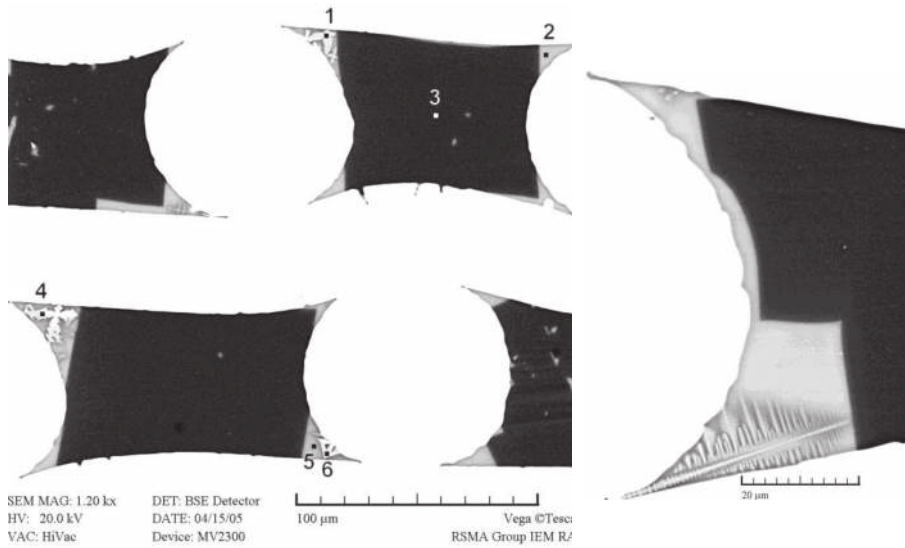 1
2
3
4
5
6
20 µm
SEM MAG: 1.20 kx DET: BSE Detector
100 µm
HV: 20.0 kV DATE: 04/15/05
Vega ©Tesca
VAC: HiVac Device: MV2300
RSMA Group IEM RA